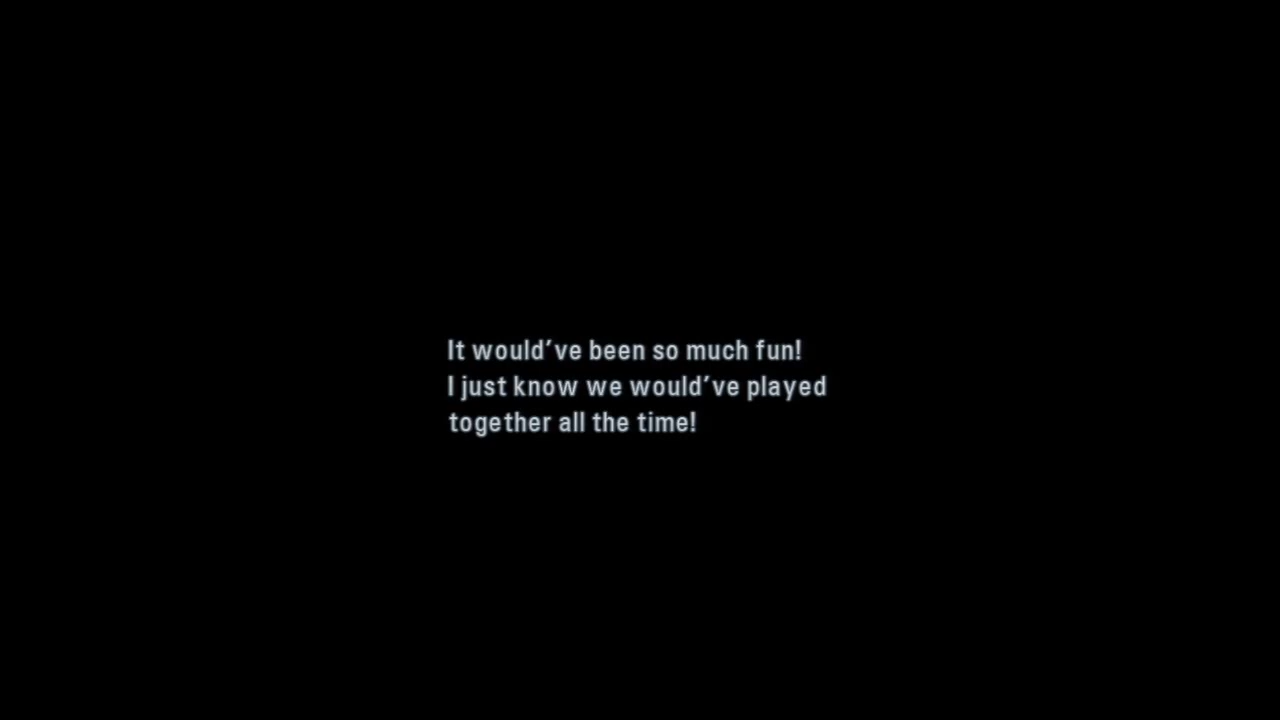 It would’ve been so much fun!
I just know we would’ve played
together all the time!